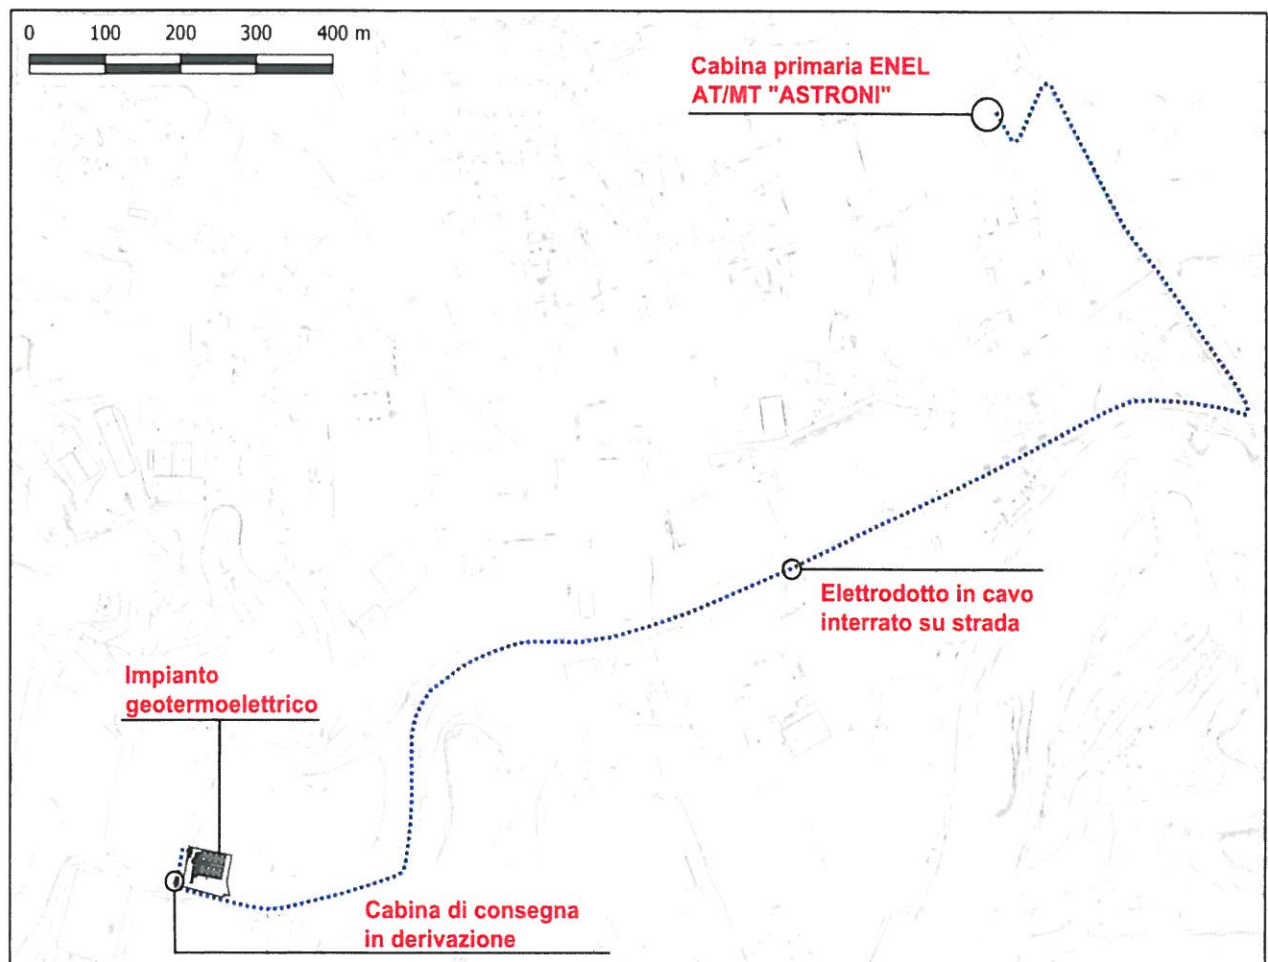 0 100 200 300 400 m
Cabina primaria ENEL
AT/MT "ASTRONI"
Elettrodotto in cavo
interrato su strada
Impianto
geotermoelettrico
Cabina di consegna
in derivazione